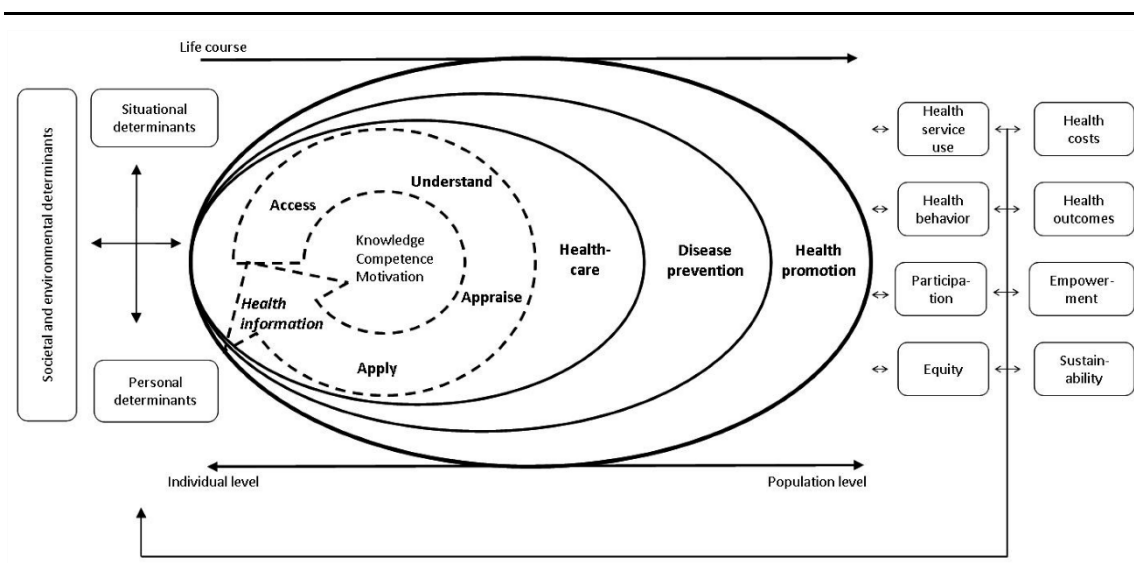 Life course
Societal and environmental determinants
Situational
determinants
Personal
determinants
Access
Understand
Knowledge
Competence
Motivation
Appraise
Health
information
Apply
Health-
care
Disease
prevention
Health
promotion
Health
service
use
Health
costs
Health
behavior
Health
outcomes
Participa-
tion
Empower-
ment
Equity
Sustain-
ability
Individual level
Population level